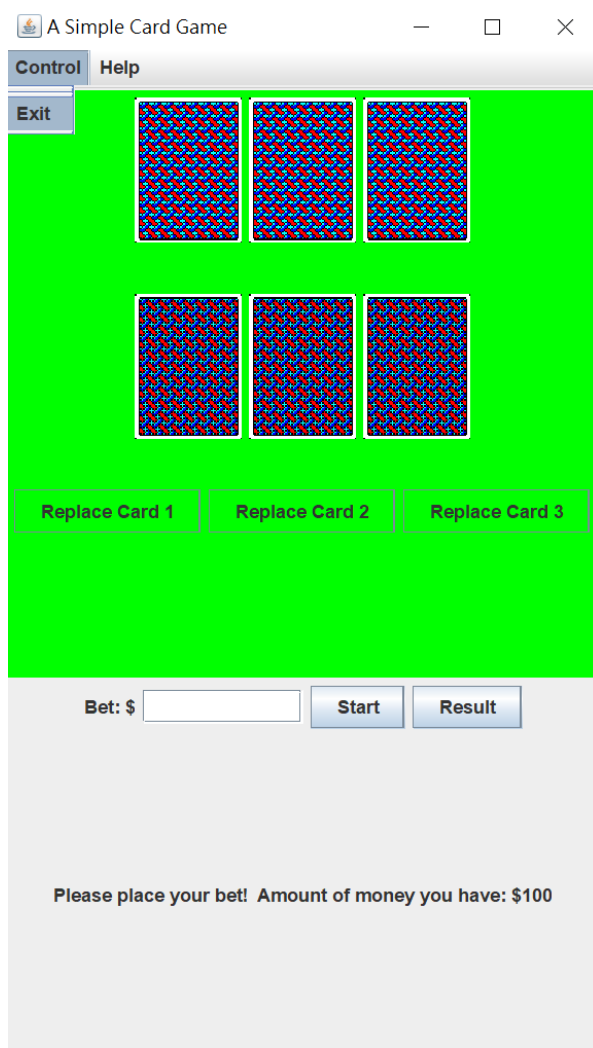 A Simple Card Game
Control Help
Exit
Replace Card 1 Replace Card 2 Replace Card 3
Bet: $ Start Result
Please place your bet! Amount of money you have: $100